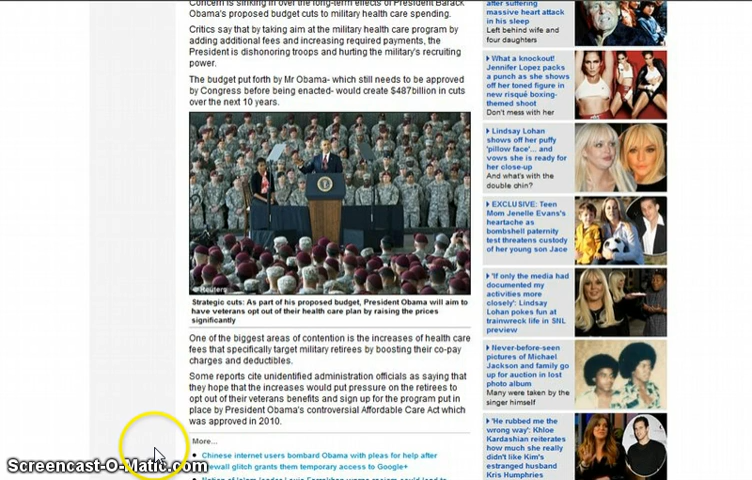 Concern is sinking in over the long-term effects of President Barack
Obama's proposed budget cuts to military health care spending.
Critics say that by taking aim at the military health care program by
adding additional fees and increasing required payments, the
President is dishonoring troops and hurting the military's recruiting
power.
The budget put forth by Mr Obama- which still needs to be approved
by Congress before being enacted- would create $487billion in cuts
over the next 10 years.
© Reuters
Strategic cuts: As part of his proposed budget, President Obama will aim to
have veterans opt out of their health care plan by raising the prices
significantly
One of the biggest areas of contention is the increases of health care
fees that specifically target military retirees by boosting their co-pay
charges and deductibles.
Some reports cite unidentified administration officials as saying that
they hope that the increases would put pressure on the retirees to
opt out of their veterans benefits and sign up for the program put in
place by President Obama's controversial Affordable Care Act which
was approved in 2010.
More...
Chinese internet users bombard Obama with pleas for help after
firewall glitch grants them temporary access to Google+
Nation of Islam leader Louis Farrakhan warns racism could lead to
after suffering
massive heart attack
in his sleep
Left behind wife and
four daughters
What a knockout!
Jennifer Lopez packs
a punch as she shows
off her toned figure in
new risqué boxing-
themed shoot
Don't mess with her
Lindsay Lohan
shows off her puffy
'pillow face'... and
vows she is ready for
her close-up
And what's with the
double chin?
EXCLUSIVE: Teen
Mom Jenelle Evans's
heartache as
bombshell paternity
test threatens custody
of her young son Jace
'If only the media had
documented my
activities more
closely': Lindsay
Lohan pokes fun at
trainwreck life in SNL
preview
Never-before-seen
pictures of Michael
Jackson and family go
up for auction in lost
photo album
Many were taken by the
singer himself
'He rubbed me the
wrong way': Khloe
Kardashian reiterates
how much she really
didn't like Kim's
estranged husband
Kris Humphries
Screencast-O-Matic.com